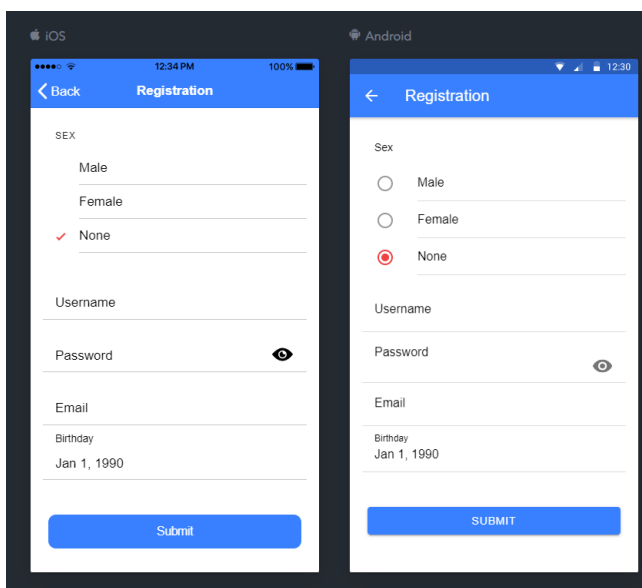 iOS
12:34 PM 100%
Back Registration
SEX
Male
Female
None
Username
Password
Email
Birthday
Jan 1, 1990
Submit
Android
12:30
Registration
Sex
Male
Female
None
Username
Password
Email
Birthday
Jan 1, 1990
SUBMIT